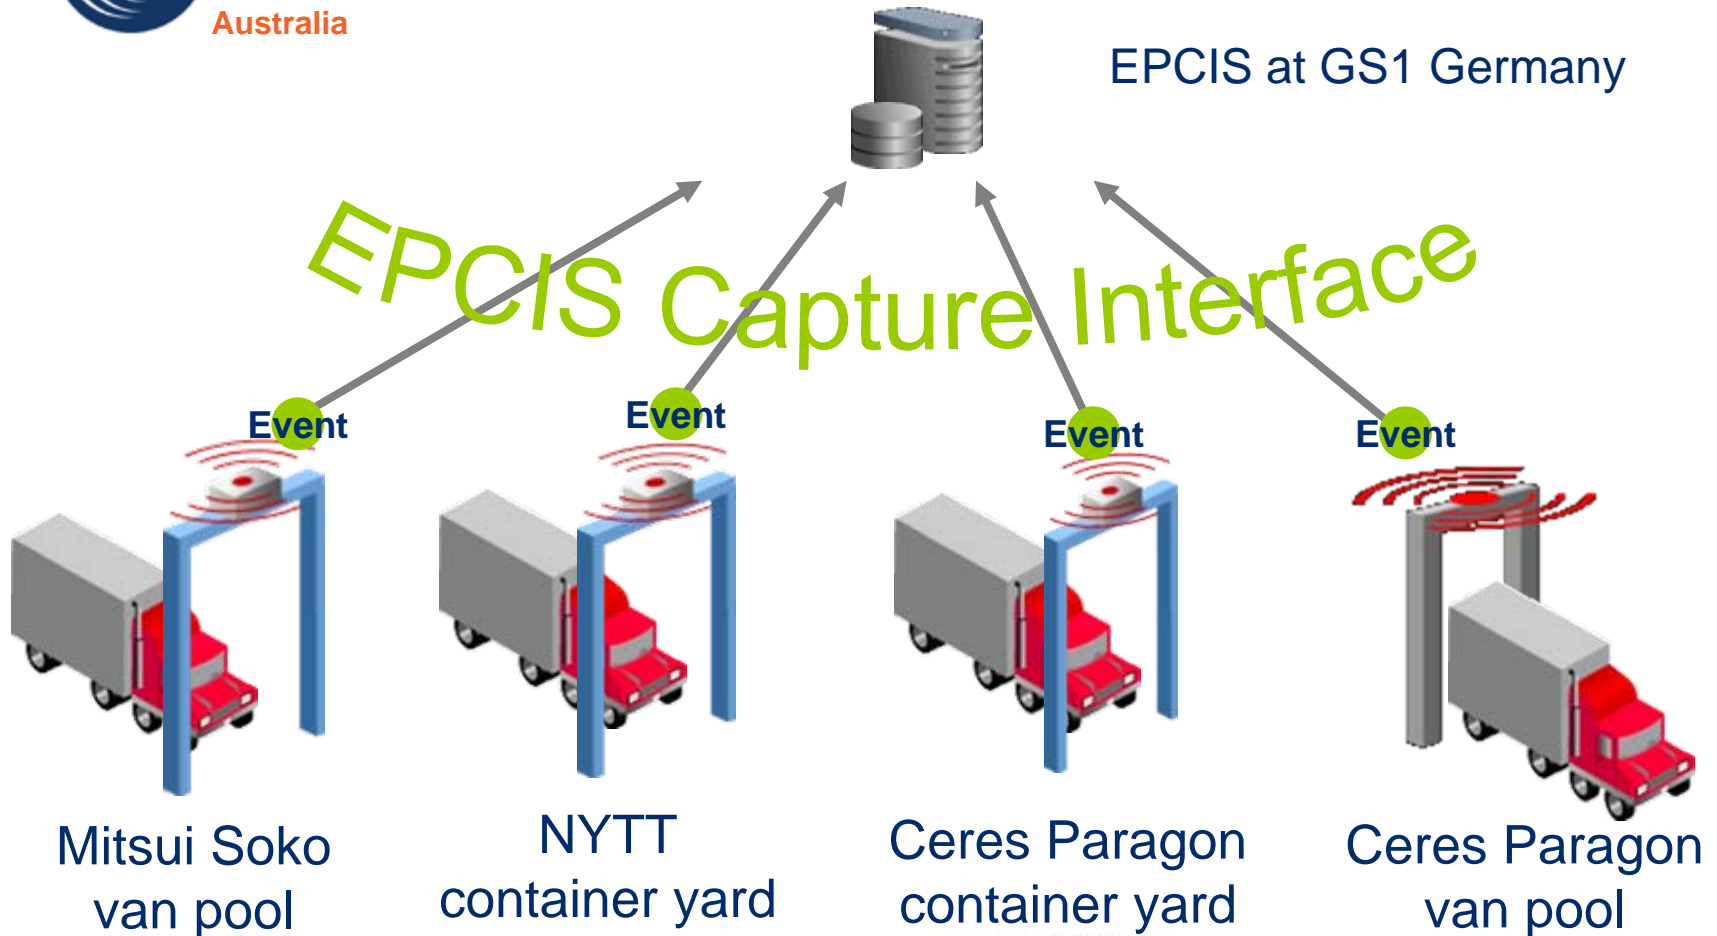 Australia
EPCIS at GS1 Germany
EPCIS Capture Interface
Event
Event
Event
Event
Mitsui Soko
van pool
NYTT
container yard
Ceres Paragon
container yard
Ceres Paragon
van pool